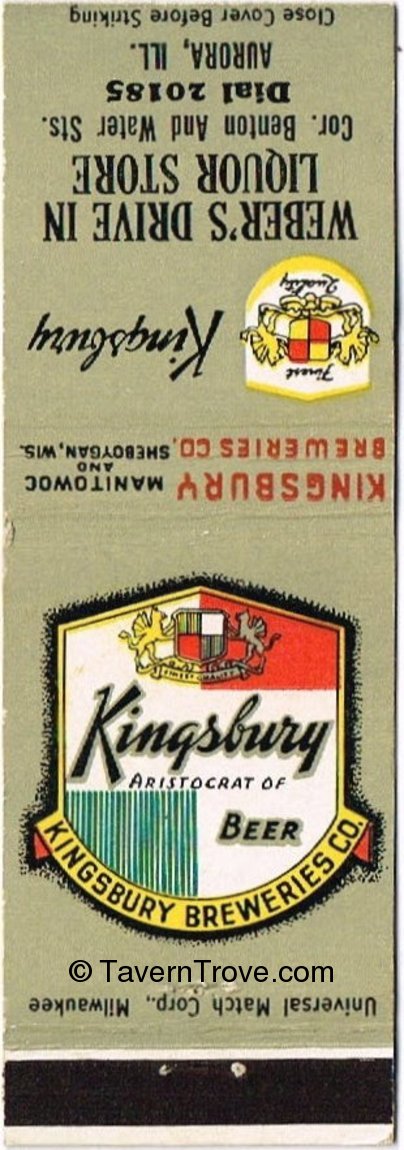 Close Cover Before Striking
AURORA, ILL.
Dial 20185
Cor. Benton And Water Sts.
LIQUOR STORE
WEBER'S DRIVE IN
Kingsbury
Finest
Quality
KINGSBURY
BREWERIES CO.
MANITOWOC
AND
SHEBOYGAN, WIS.
FINEST QUALITY
Kingsbury
ARISTOCRAT OF
BEER
KINGSBURY BREWERIES CO.
© TavernTrove.com
Universal Match Corp., Milwaukee